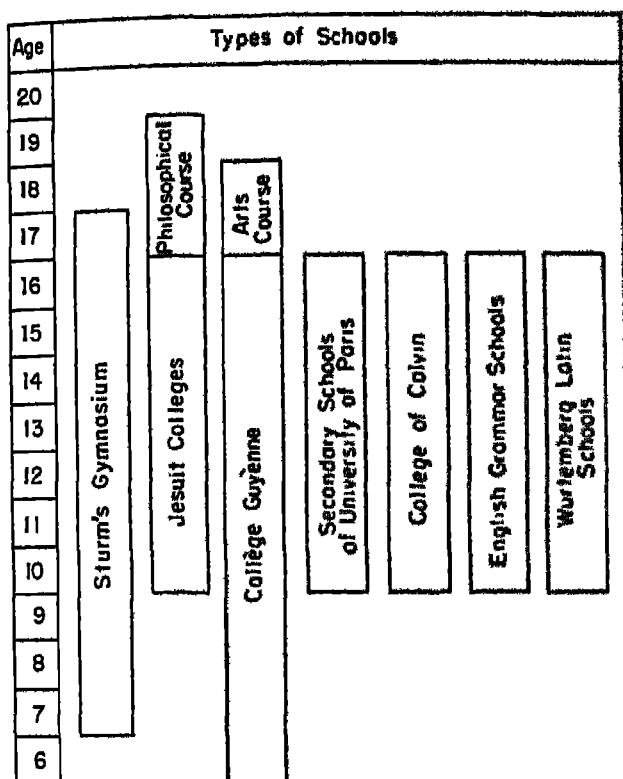 Age
Types of Schools
20
19
18
17
16
15
14
13
12
11
10
9
8
7
6
Sturm's Gymnasium
Philosophical
Course
Jesuit Colleges
Arts
Course
Collège Guyènne
Secondary Schools
of University of Paris
College of Calvin
English Grammar Schools
Wurtemberg Latin
Schools